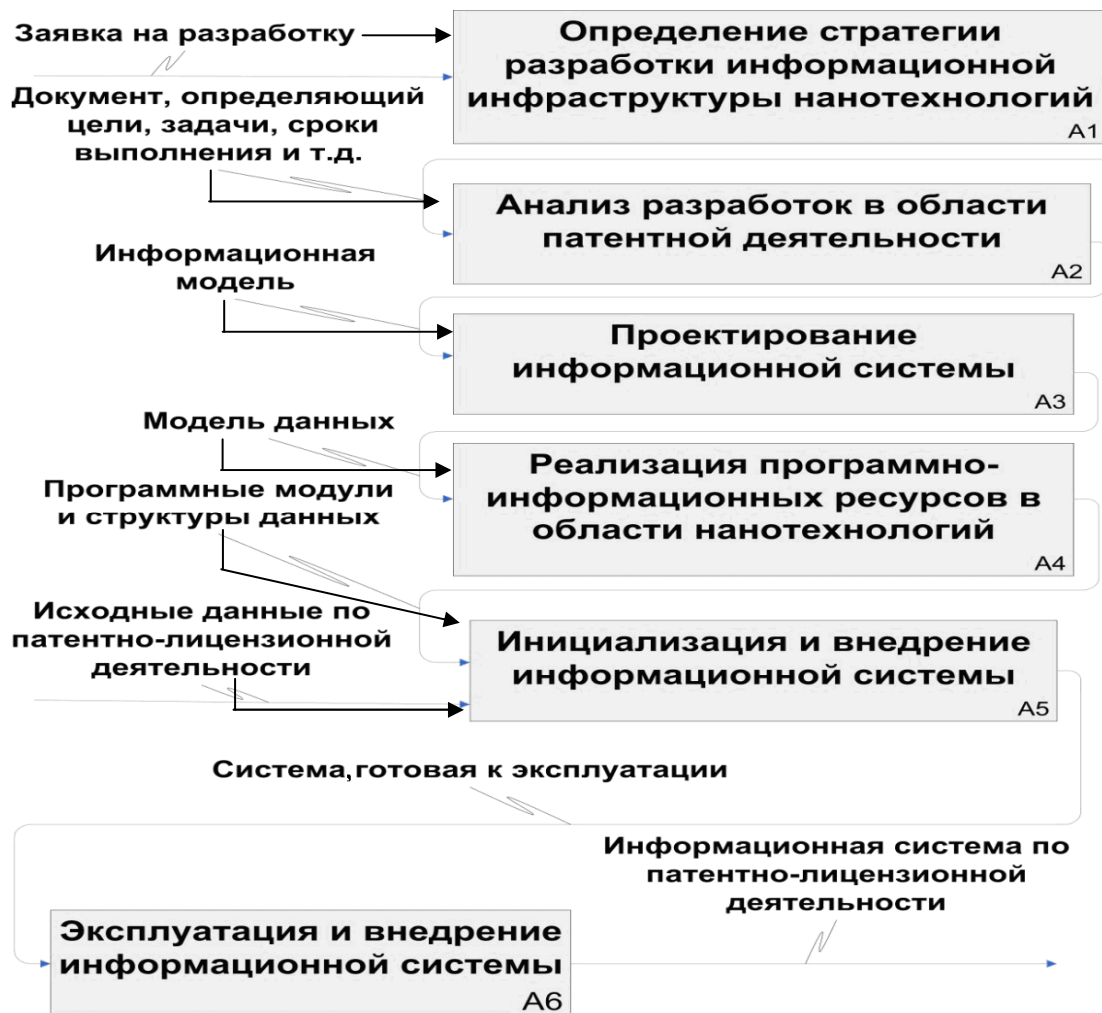 Заявка на разработку
Определение стратегии
разработки информационной
инфраструктуры нанотехнологий
A1
Документ, определяющий
цели, задачи, сроки
выполнения и т.д.
Анализ разработок в области
патентной деятельности
A2
Информационная
модель
Проектирование
информационной системы
A3
Модель данных
Реализация программно-
информационных ресурсов в
области нанотехнологий
A4
Программные модули
и структуры данных
Исходные данные по
патентно-лицензионной
деятельности
Инициализация и внедрение
информационной системы
A5
Система,готовая к эксплуатации
Информационная система по
патентно-лицензионной
деятельности
Эксплуатация и внедрение
информационной системы
A6